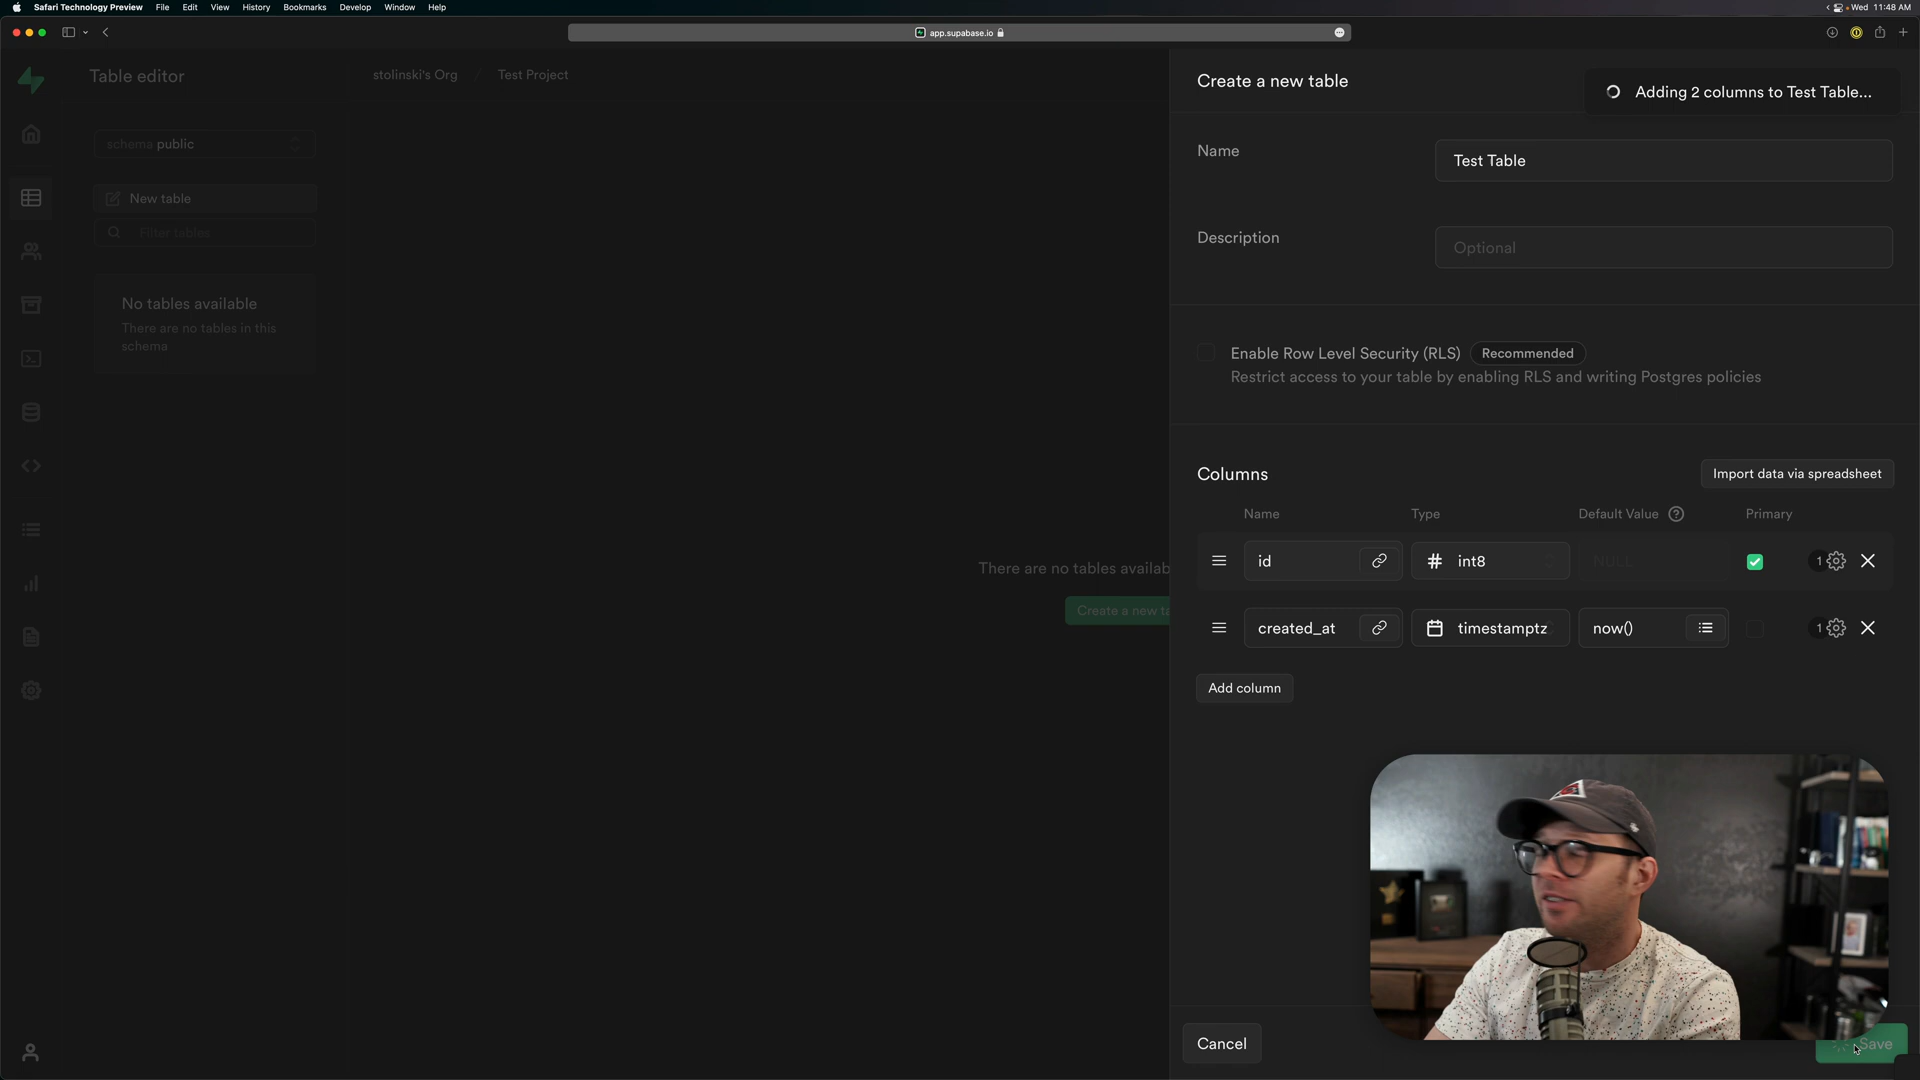 Safari Technology Preview File Edit View History Bookmarks Develop Window Help
Wed 11:48 AM
app.supabase.io
Table editor
stolinski's Org / Test Project
schema public
New table
Filter tables
No tables available
There are no tables in this
schema
There are no tables availab
Create a new ta
Create a new table
Adding 2 columns to Test Table...
Name
Test Table
Description
Optional
Enable Row Level Security (RLS) Recommended
Restrict access to your table by enabling RLS and writing Postgres policies
Columns
Import data via spreadsheet
Name Type Default Value Primary
id # int8 NULL 1
created_at timestamptz now() 1
Add column
Cancel
Save